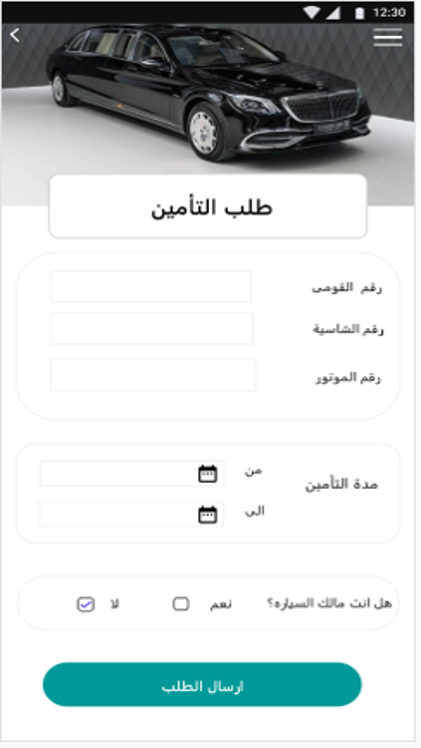 12:30
طلب التأمين
رقم القومى
رقم الشاسية
رقم الموتور
مدة التأمين
من
الى
هل انت مالك السياره؟ نعم لا
ارسال الطلب